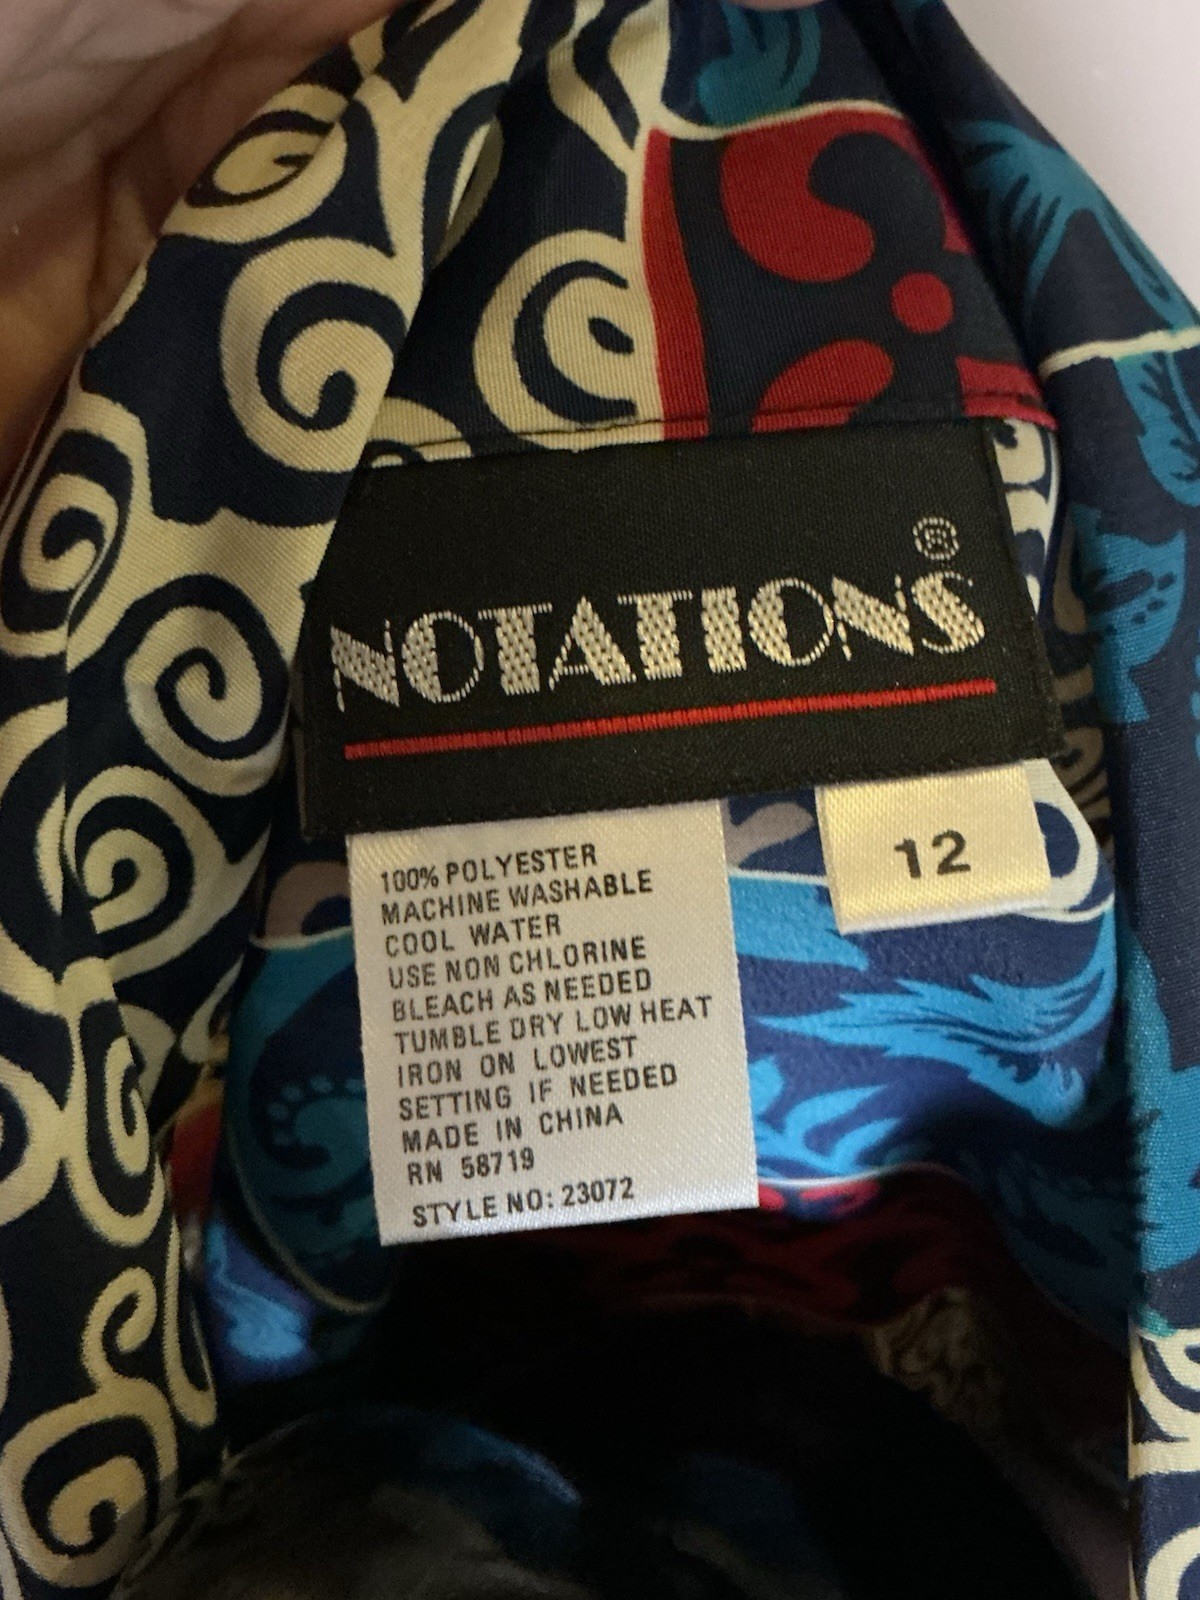 NOTATIONS®
12
100% POLYESTER
MACHINE WASHABLE
COOL WATER
USE NON CHLORINE
BLEACH AS NEEDED
TUMBLE DRY LOW HEAT
IRON ON LOWEST
SETTING IF NEEDED
MADE IN CHINA
RN 58719
STYLE NO: 23072